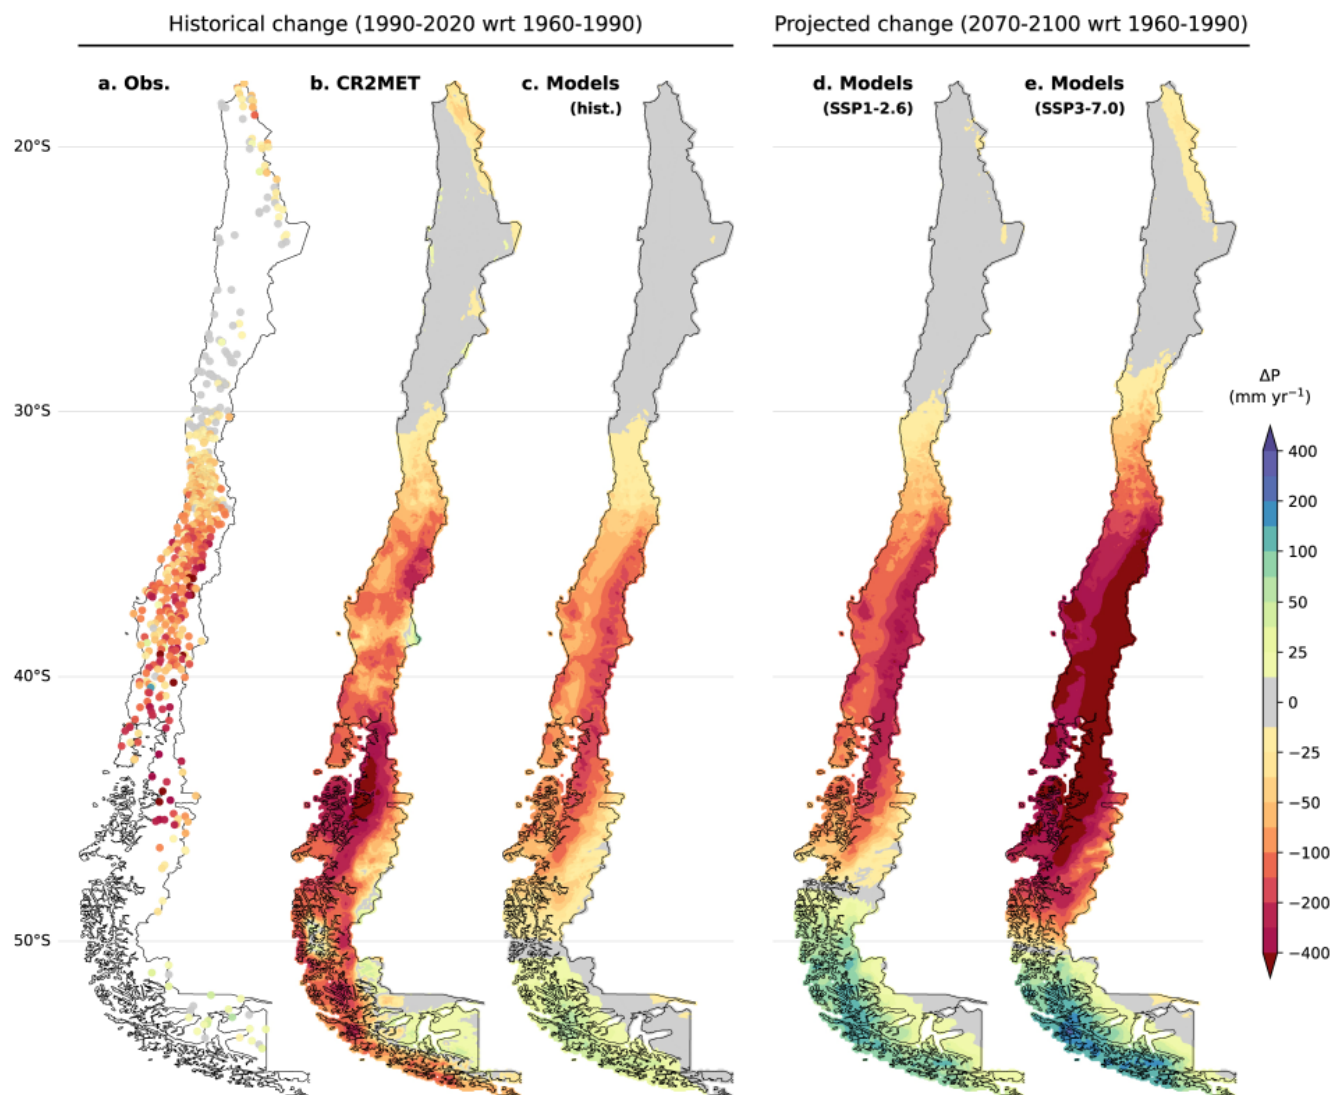 Historical change (1990-2020 wrt 1960-1990)
Projected change (2070-2100 wrt 1960-1990)
a. Obs.
b. CR2MET
c. Models
(hist.)
d. Models
(SSP1-2.6)
e. Models
(SSP3-7.0)
20°S
30°S
40°S
50°S
ΔP
(mm yr⁻¹)
400
200
100
50
25
0
−25
−50
−100
−200
−400